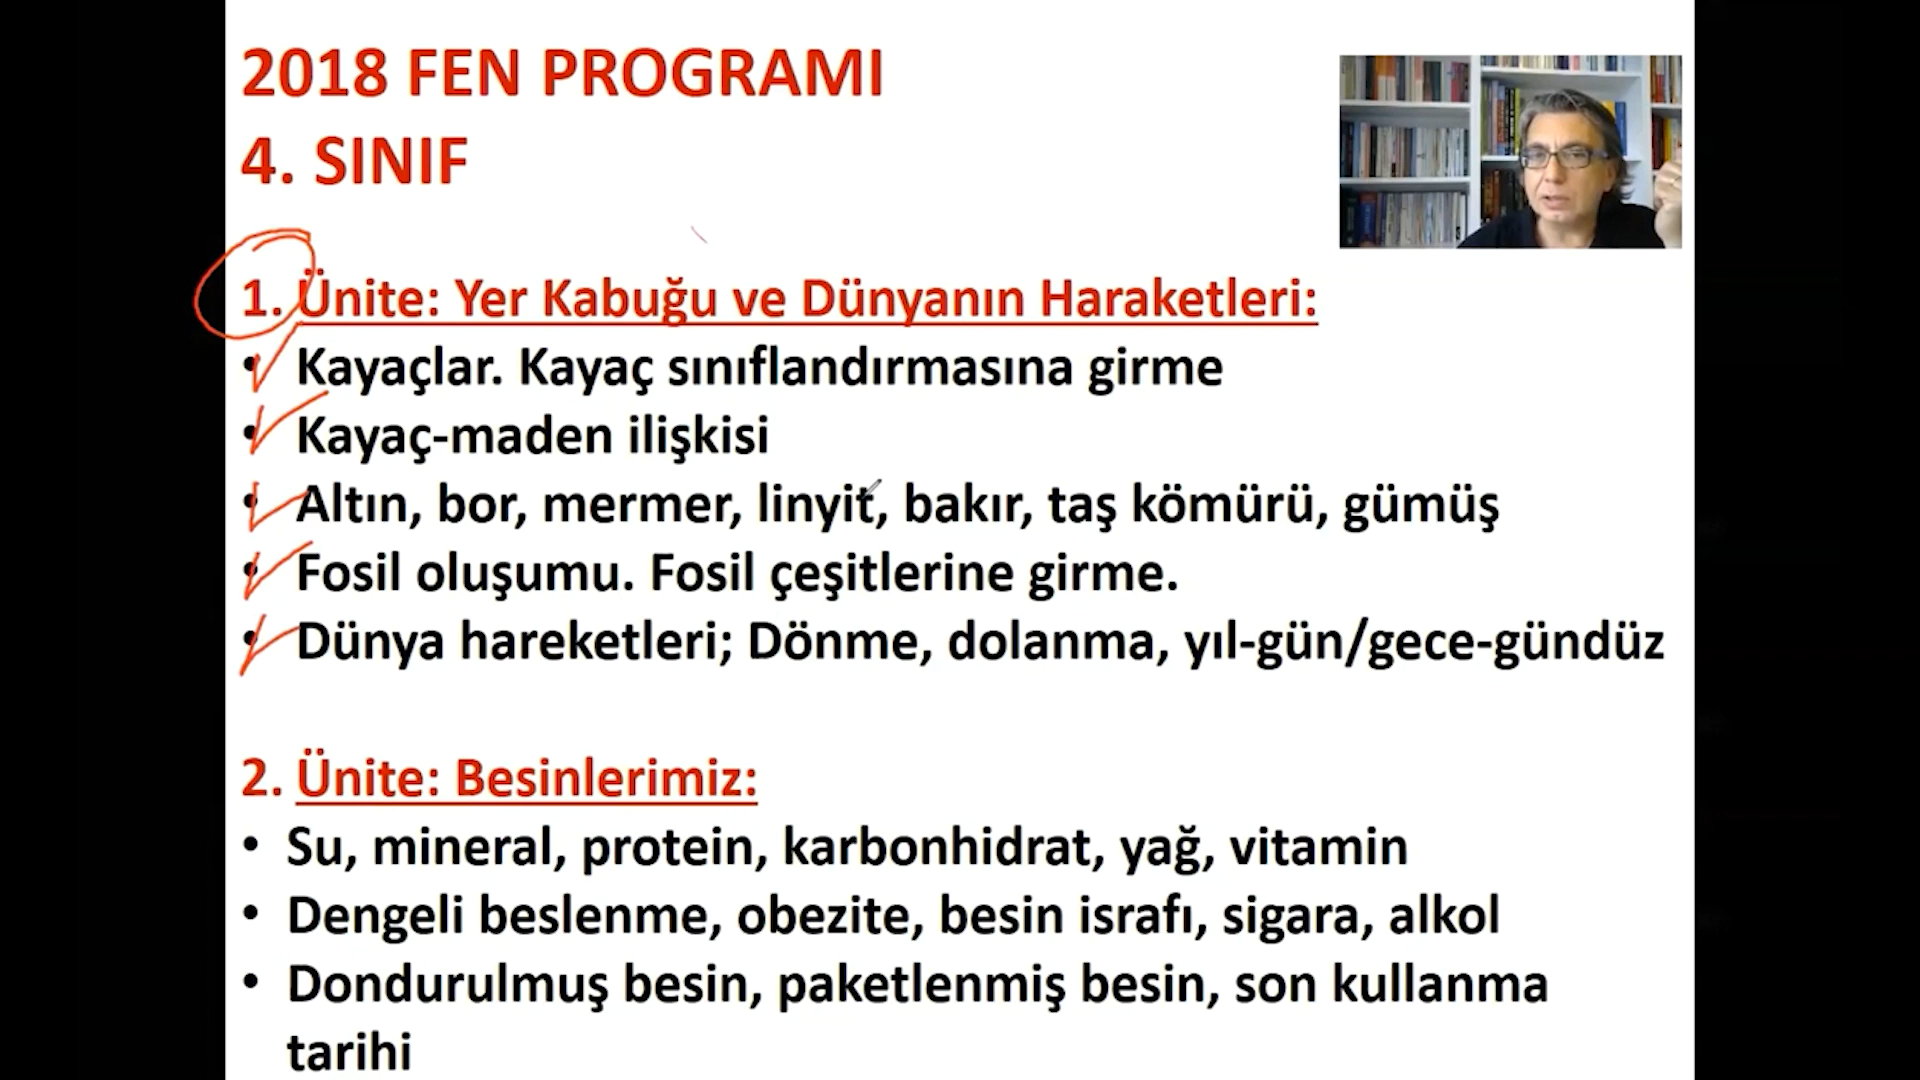 2018 FEN PROGRAMI
4. SINIF
1. Ünite: Yer Kabuğu ve Dünyanın Haraketleri:
• Kayaçlar. Kayaç sınıflandırmasına girme
• Kayaç-maden ilişkisi
• Altın, bor, mermer, linyit, bakır, taş kömürü, gümüş
• Fosil oluşumu. Fosil çeşitlerine girme.
• Dünya hareketleri; Dönme, dolanma, yıl-gün/gece-gündüz
2. Ünite: Besinlerimiz:
• Su, mineral, protein, karbonhidrat, yağ, vitamin
• Dengeli beslenme, obezite, besin israfı, sigara, alkol
• Dondurulmuş besin, paketlenmiş besin, son kullanma
tarihi